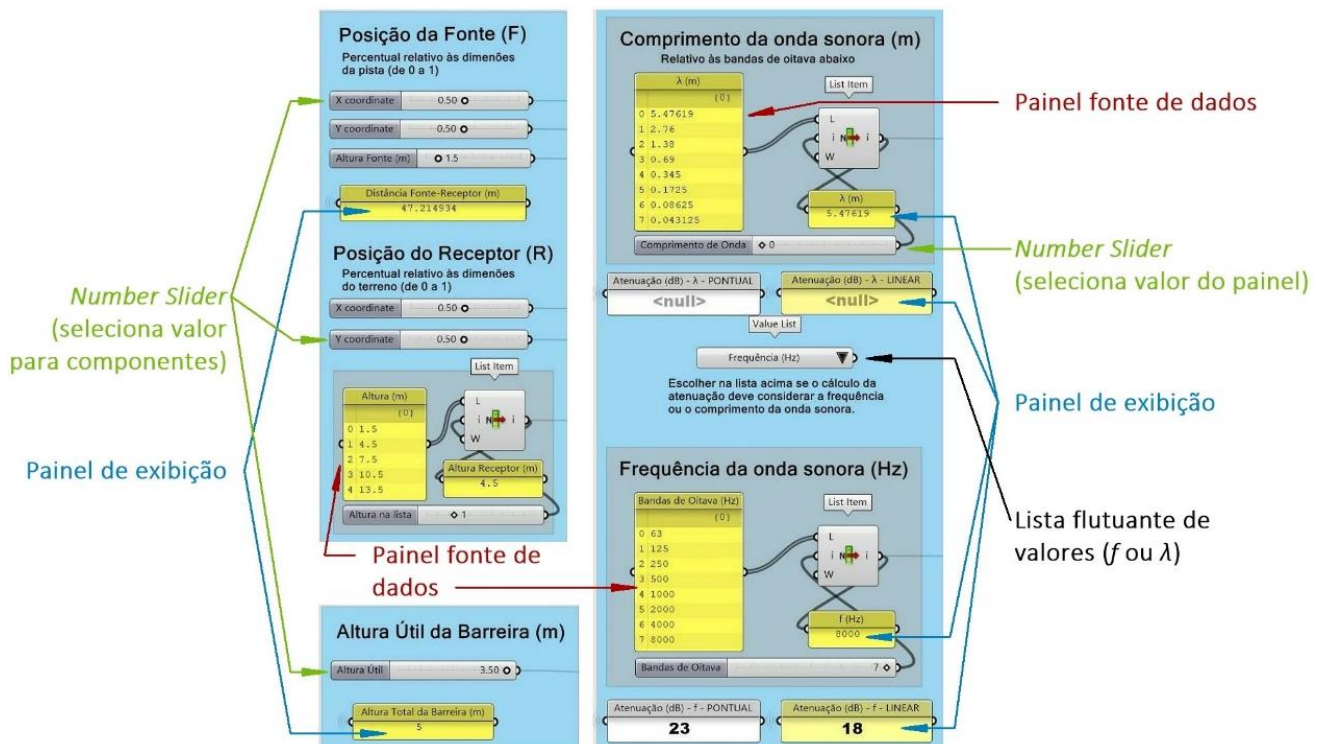 Posição da Fonte (F)
Percentual relativo às dimenões
da pista (de 0 a 1)
X coordinate 0.50
Y coordinate 0.50
Altura Fonte (m) 1.5
Distância Fonte-Receptor (m)
47.214934
Posição do Receptor (R)
Percentual relativo às dimenões
do terreno (de 0 a 1)
X coordinate 0.50
Y coordinate 0.50
List Item
Altura (m)
{0}
0 1.5
1 4.5
2 7.5
3 10.5
4 13.5
L
i N i
W
Altura Receptor (m)
4.5
Altura na lista 1
Altura Útil da Barreira (m)
Altura Útil 3.50
Altura Total da Barreira (m)
5
Number Slider
(seleciona valor
para componentes)
Painel de exibição
Painel fonte de
dados
Comprimento da onda sonora (m)
Relativo às bandas de oitava abaixo
λ (m)
{0}
0 5.47619
1 2.76
2 1.38
3 0.69
4 0.345
5 0.1725
6 0.08625
7 0.043125
List Item
L
i N i
W
λ (m)
5.47619
Comprimento de Onda 0
Atenuação (dB) - λ - PONTUAL
<null>
Atenuação (dB) - λ - LINEAR
<null>
Value List
Frequência (Hz)
Escolher na lista acima se o cálculo da
atenuação deve considerar a frequência
ou o comprimento da onda sonora.
Frequência da onda sonora (Hz)
Bandas de Oitava (Hz)
{0}
0 63
1 125
2 250
3 500
4 1000
5 2000
6 4000
7 8000
List Item
L
i N i
W
f (Hz)
8000
Bandas de Oitava 7
Atenuação (dB) - f - PONTUAL
23
Atenuação (dB) - f - LINEAR
18
Painel fonte de dados
Number Slider
(seleciona valor do painel)
Painel de exibição
Lista flutuante de
valores (f ou λ)